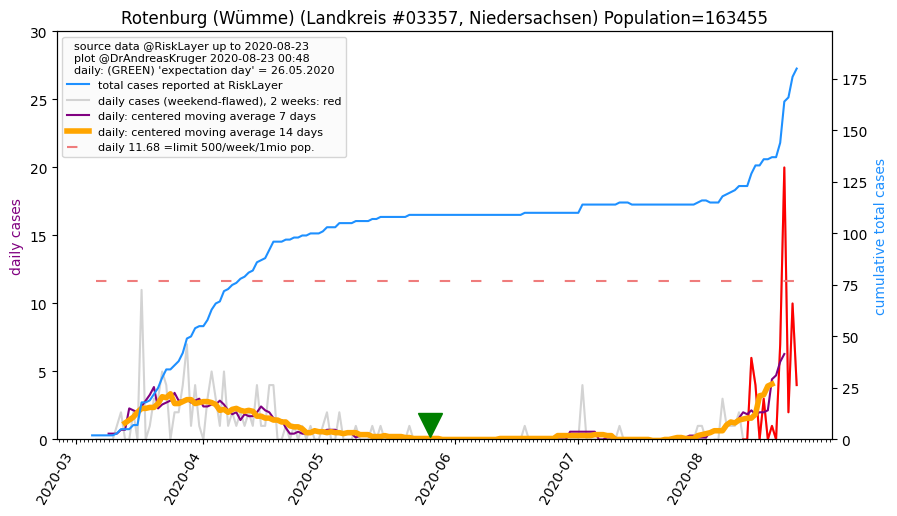 Rotenburg (Wümme) (Landkreis #03357, Niedersachsen) Population=163455
source data @RiskLayer up to 2020-08-23
plot @DrAndreasKruger 2020-08-23 00:48
daily: (GREEN) 'expectation day' = 26.05.2020
total cases reported at RiskLayer
daily cases (weekend-flawed), 2 weeks: red
daily: centered moving average 7 days
daily: centered moving average 14 days
daily 11.68 =limit 500/week/1mio pop.
daily cases
30
25
20
15
10
5
0
cumulative total cases
175
150
125
100
75
50
25
0
2020-03
2020-04
2020-05
2020-06
2020-07
2020-08